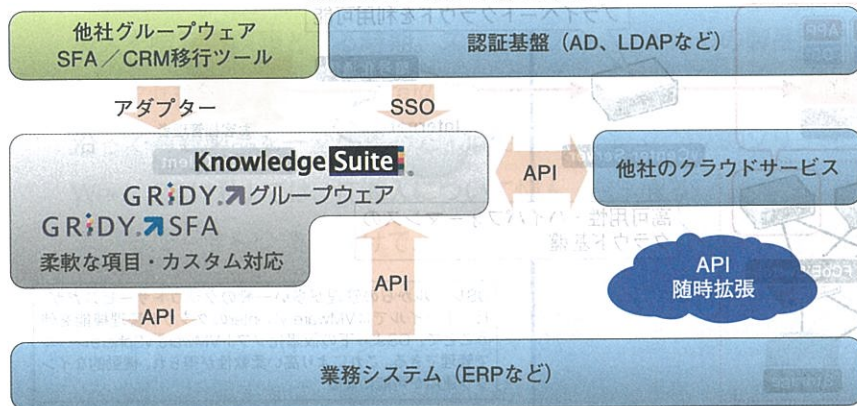 他社グループウェア
SFA／CRM移行ツール
認証基盤（AD、LDAPなど）
アダプター
SSO
KnowledgeSuite
GRIDY.グループウェア
GRIDY.SFA
柔軟な項目・カスタム対応
API
他社のクラウドサービス
API
随時拡張
API
API
業務システム（ERPなど）